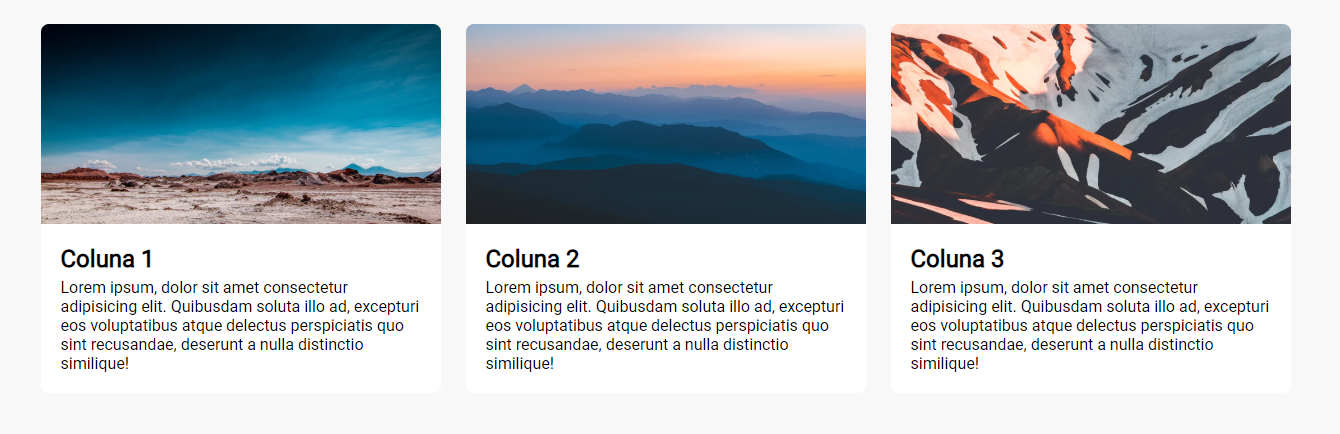 Coluna 1
Lorem ipsum, dolor sit amet consectetur
adipisicing elit. Quibusdam soluta illo ad, excepturi
eos voluptatibus atque delectus perspiciatis quo
sint recusandae, deserunt a nulla distinctio
similique!
Coluna 2
Lorem ipsum, dolor sit amet consectetur
adipisicing elit. Quibusdam soluta illo ad, excepturi
eos voluptatibus atque delectus perspiciatis quo
sint recusandae, deserunt a nulla distinctio
similique!
Coluna 3
Lorem ipsum, dolor sit amet consectetur
adipisicing elit. Quibusdam soluta illo ad, excepturi
eos voluptatibus atque delectus perspiciatis quo
sint recusandae, deserunt a nulla distinctio
similique!